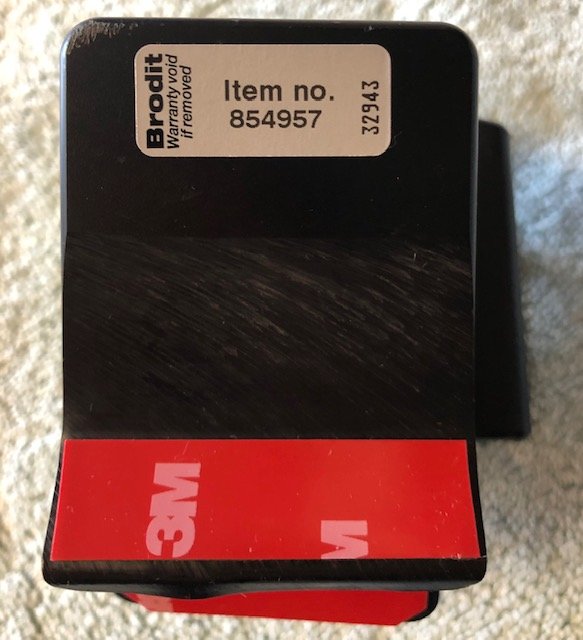 Brodit
Warranty void
if removed
Item no.
854957
32943
3M
M